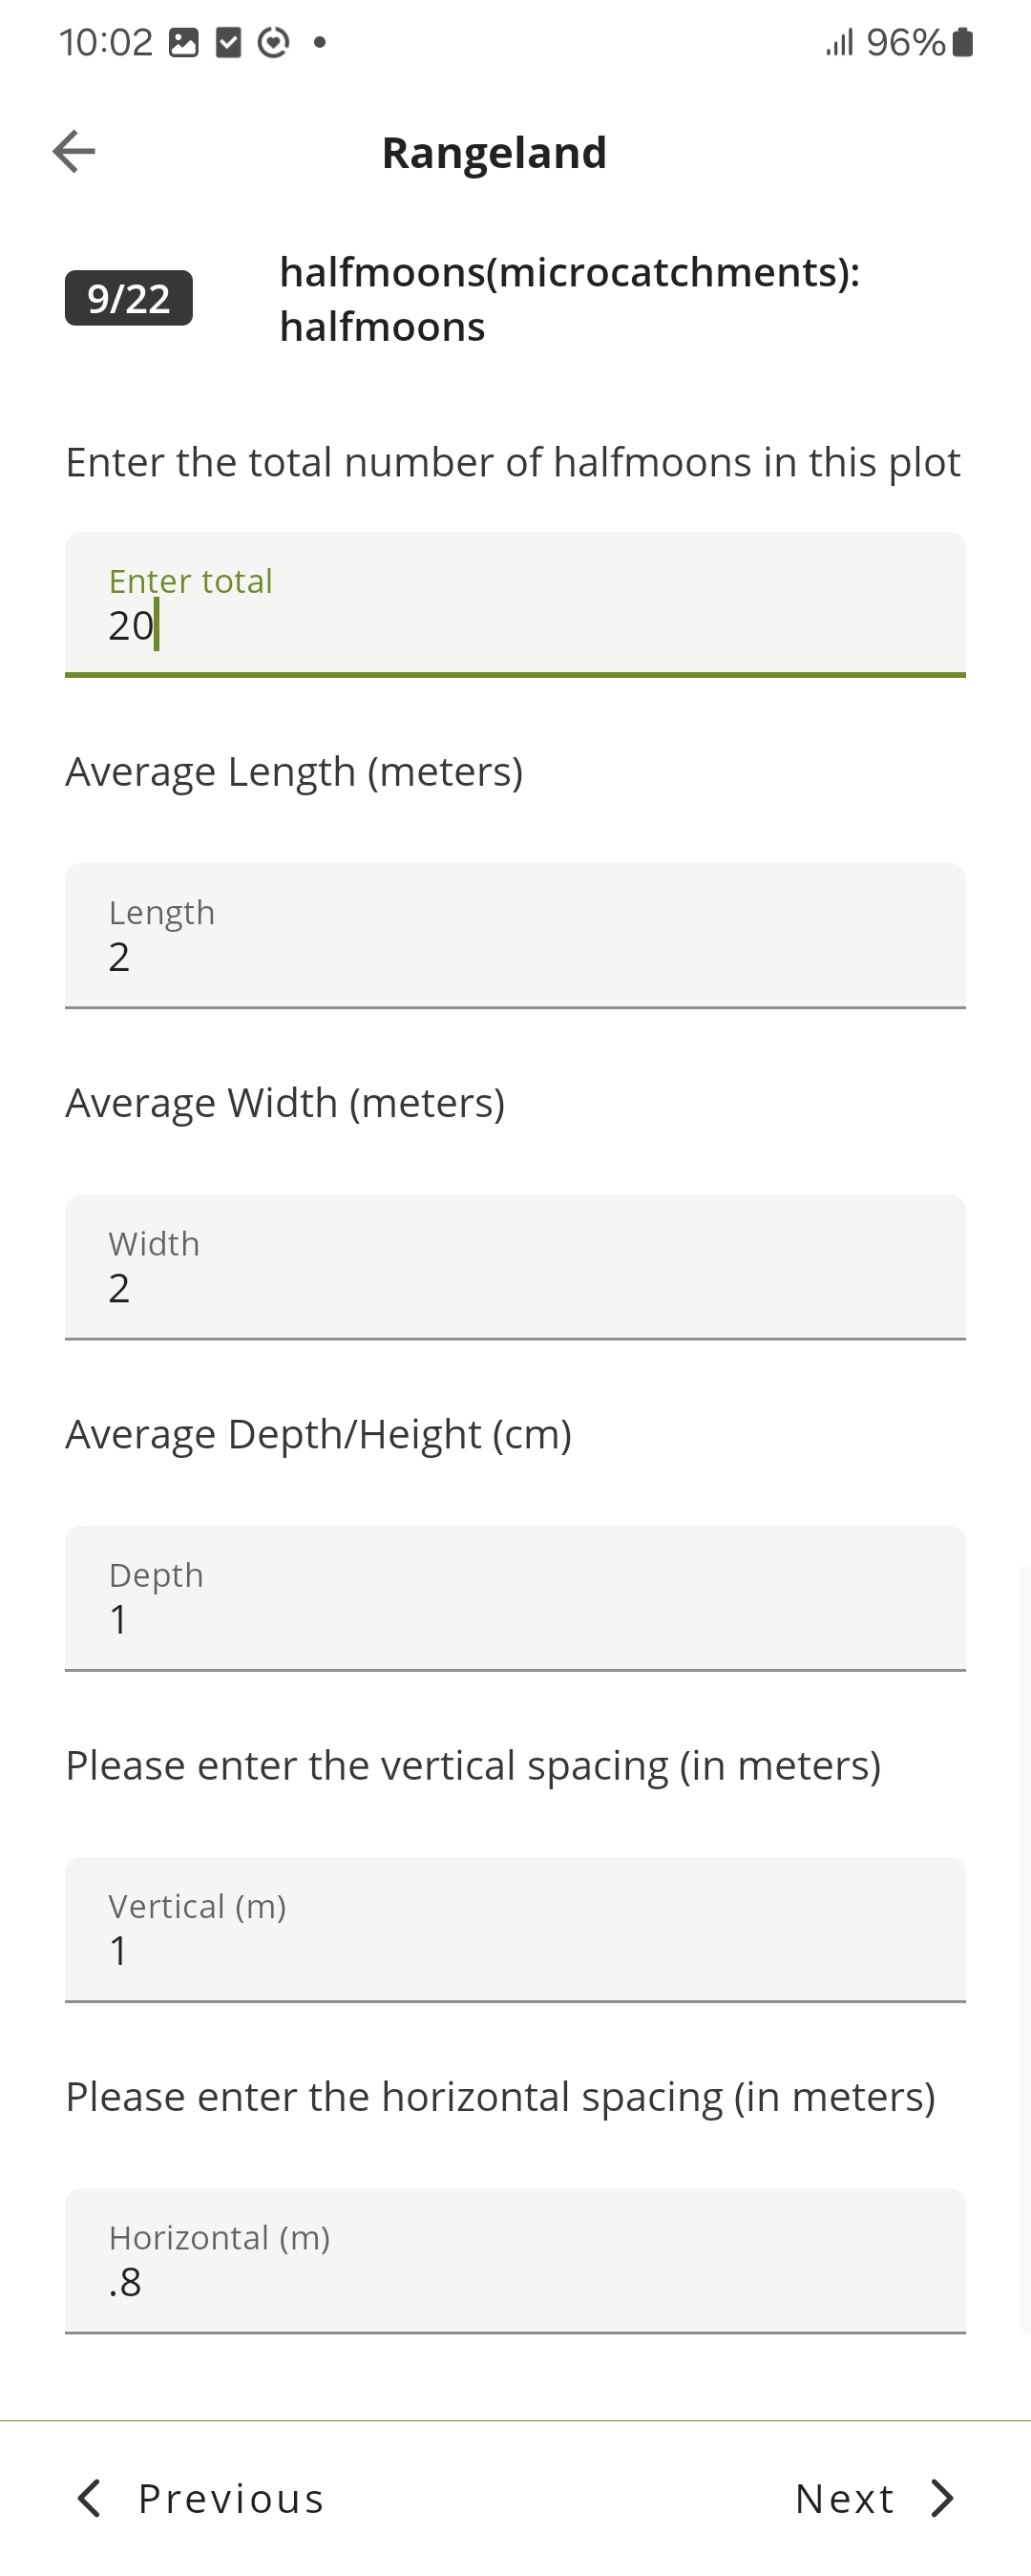 10:02 96%
Rangeland
9/22
halfmoons(microcatchments):
halfmoons
Enter the total number of halfmoons in this plot
Enter total
20
Average Length (meters)
Length
2
Average Width (meters)
Width
2
Average Depth/Height (cm)
Depth
1
Please enter the vertical spacing (in meters)
Vertical (m)
1
Please enter the horizontal spacing (in meters)
Horizontal (m)
.8
Previous Next